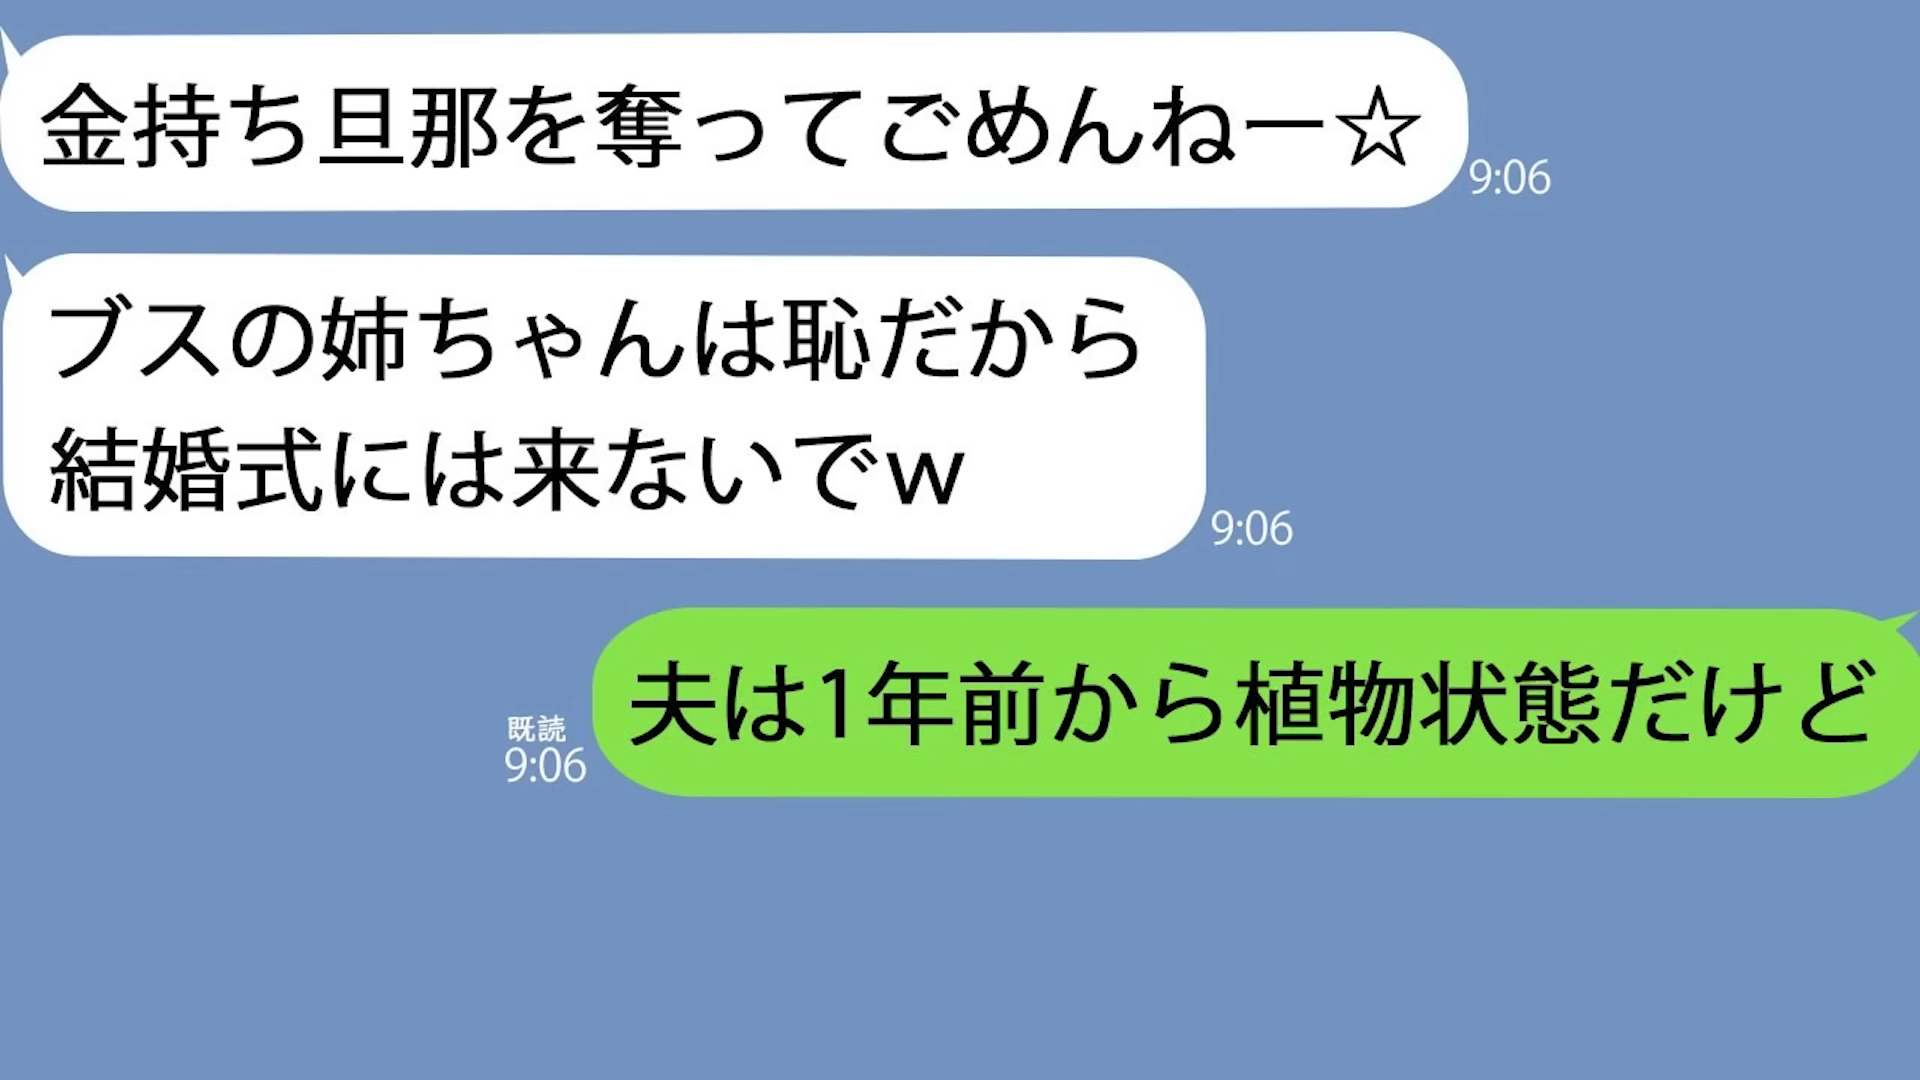 金持ち旦那を奪ってごめんねー☆
9:06
ブスの姉ちゃんは恥だから
結婚式には来ないでw
9:06
夫は1年前から植物状態だけど
既読
9:06